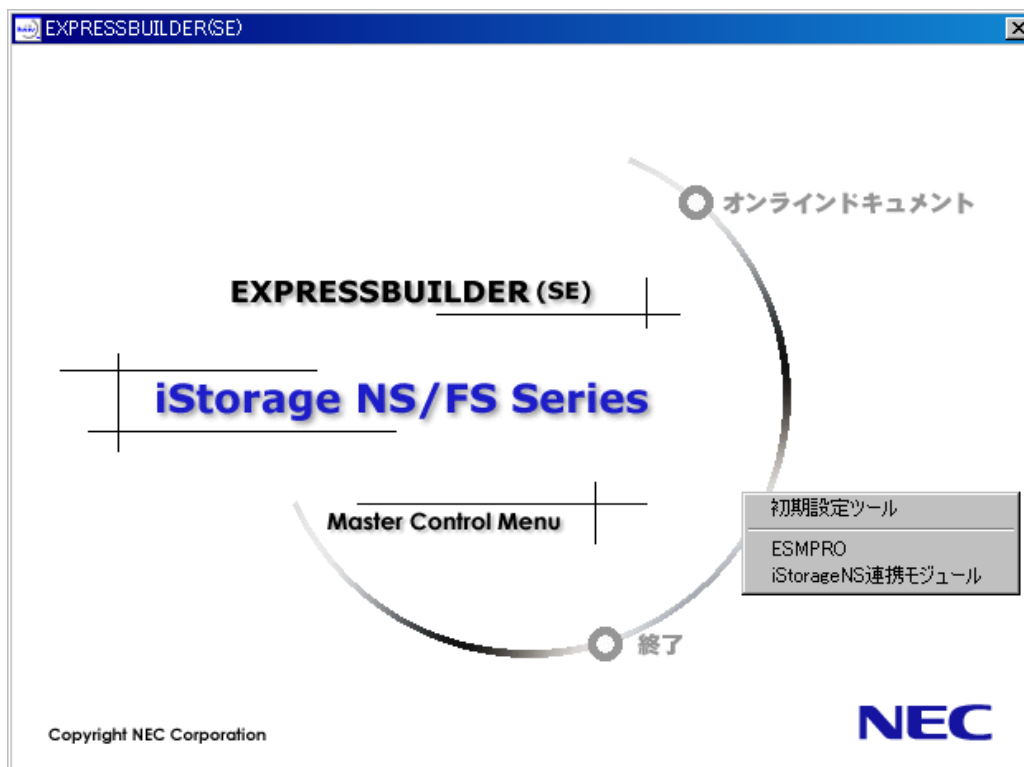 EXPRESSBUILDER(SE)
オンラインドキュメント
EXPRESSBUILDER (SE)
iStorage NS/FS Series
Master Control Menu
初期設定ツール
ESMPRO
iStorageNS連携モジュール
終了
Copyright NEC Corporation
NEC